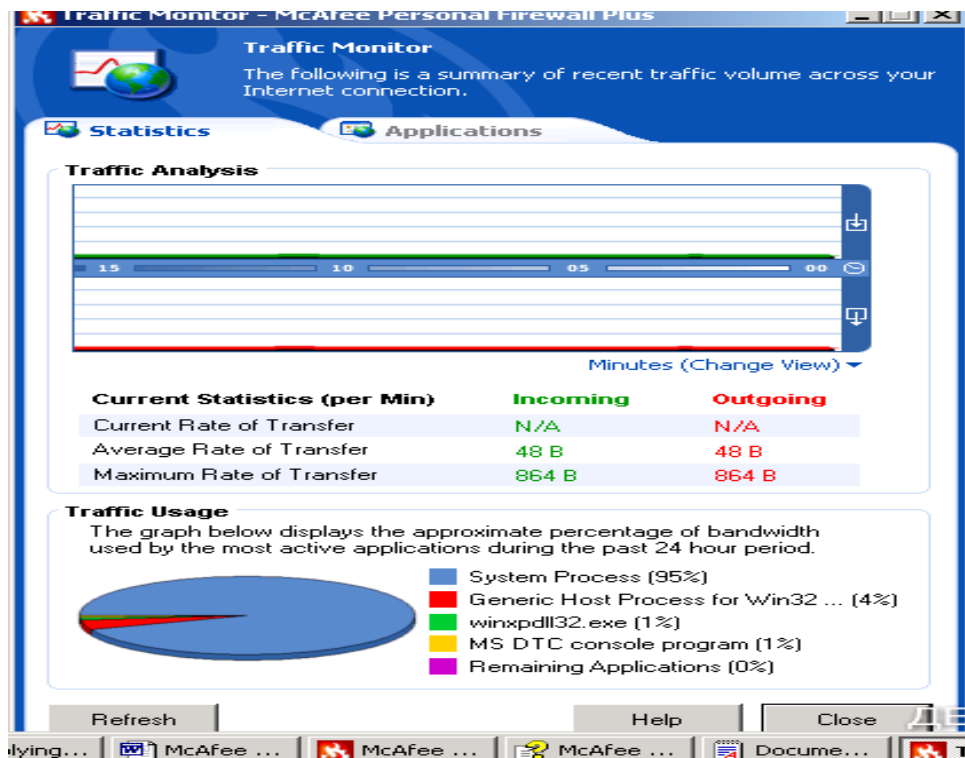 Traffic Monitor - McAfee Personal Firewall Plus
Traffic Monitor
The following is a summary of recent traffic volume across your
Internet connection.
Statistics
Applications
Traffic Analysis
15 10 05 00
Minutes (Change View)
Current Statistics (per Min) Incoming Outgoing
Current Rate of Transfer N/A N/A
Average Rate of Transfer 48 B 48 B
Maximum Rate of Transfer 864 B 864 B
Traffic Usage
The graph below displays the approximate percentage of bandwidth
used by the most active applications during the past 24 hour period.
System Process (95%)
Generic Host Process for Win32 ... (4%)
winxpdll32.exe (1%)
MS DTC console program (1%)
Remaining Applications (0%)
Refresh Help Close ДЕ
lying... McAfee ... McAfee ... McAfee ... Docume... T